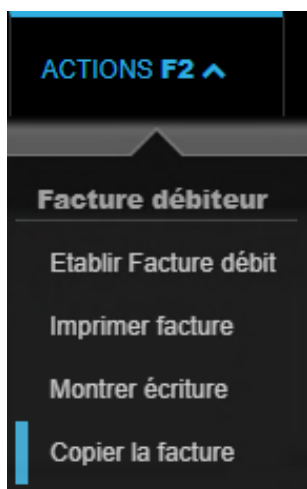 ACTIONS F2
Facture débiteur
Etablir Facture débit
Imprimer facture
Montrer écriture
Copier la facture